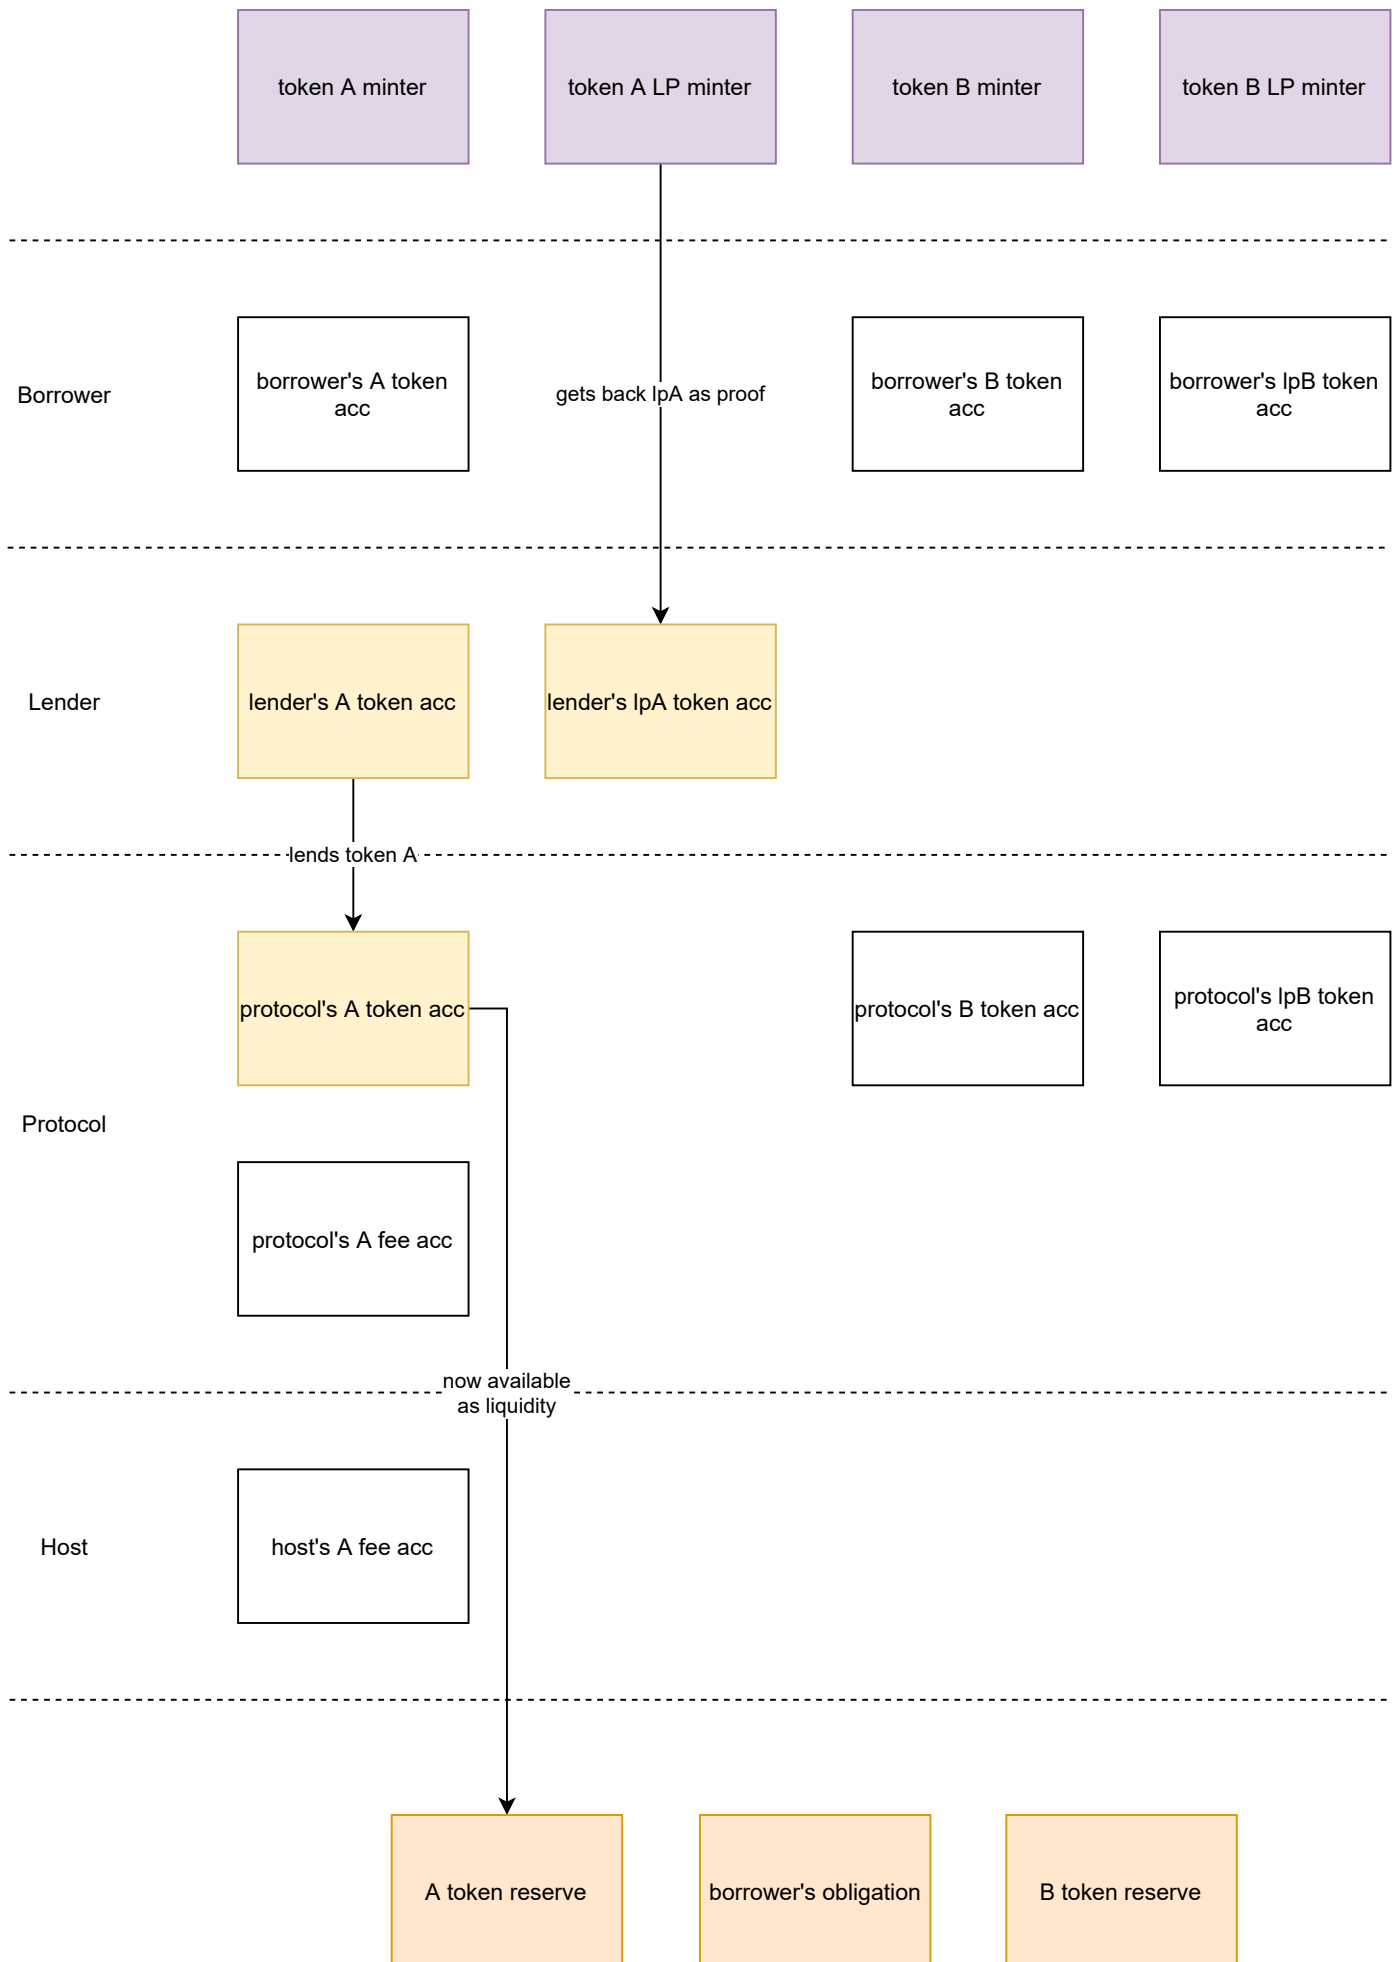 token A minter
token A LP minter
token B minter
token B LP minter
Borrower
borrower's A token
acc
gets back lpA as proof
borrower's B token
acc
borrower's lpB token
acc
Lender
lender's A token acc
lender's lpA token acc
lends token A
protocol's A token acc
protocol's B token acc
protocol's lpB token
acc
Protocol
protocol's A fee acc
now available
as liquidity
Host
host's A fee acc
A token reserve
borrower's obligation
B token reserve